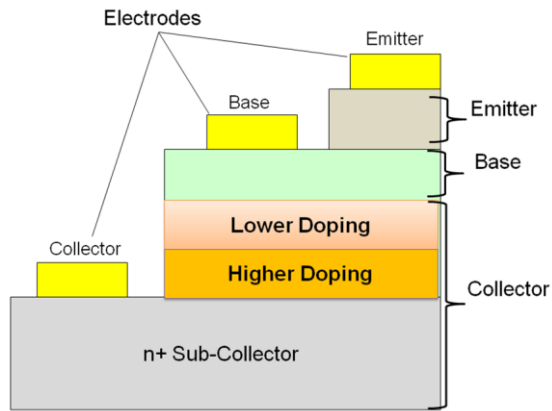 Electrodes
Emitter
Base
Emitter
Base
Lower Doping
Collector
Higher Doping
Collector
n+ Sub-Collector